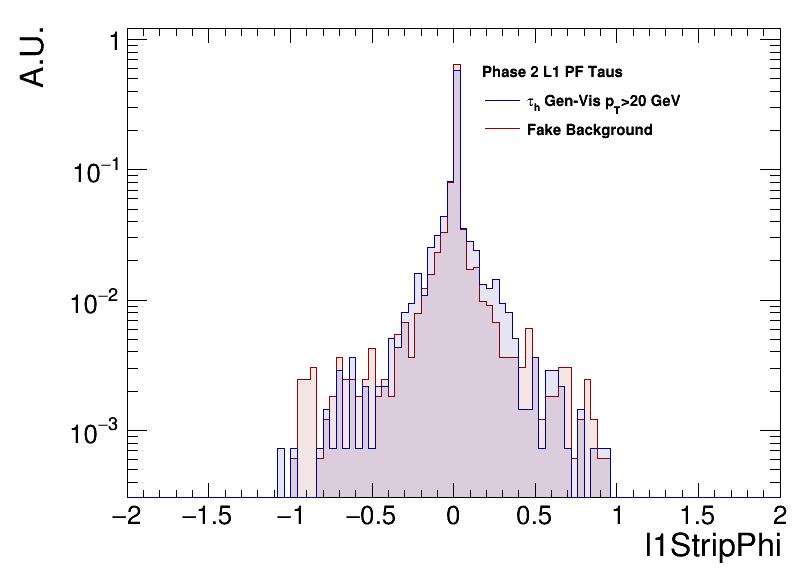 A.U.
1
10⁻¹
10⁻²
10⁻³
Phase 2 L1 PF Taus
τₕ Gen-Vis p_T>20 GeV
Fake Background
−2 −1.5 −1 −0.5 0 0.5 1 1.5 2
l1StripPhi